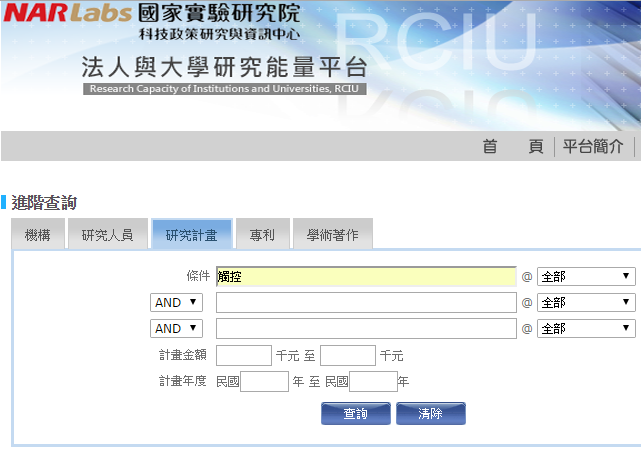 NARLabs 國家實驗研究院
科技政策研究與資訊中心
RCIU
法人與大學研究能量平台
Research Capacity of Institutions and Universities, RCIU
首 頁 平台簡介
進階查詢
機構 研究人員 研究計畫 專利 學術著作
條件 觸控 @ 全部
AND @ 全部
AND @ 全部
計畫金額 千元 至 千元
計畫年度 民國 年 至 民國 年
查詢 清除